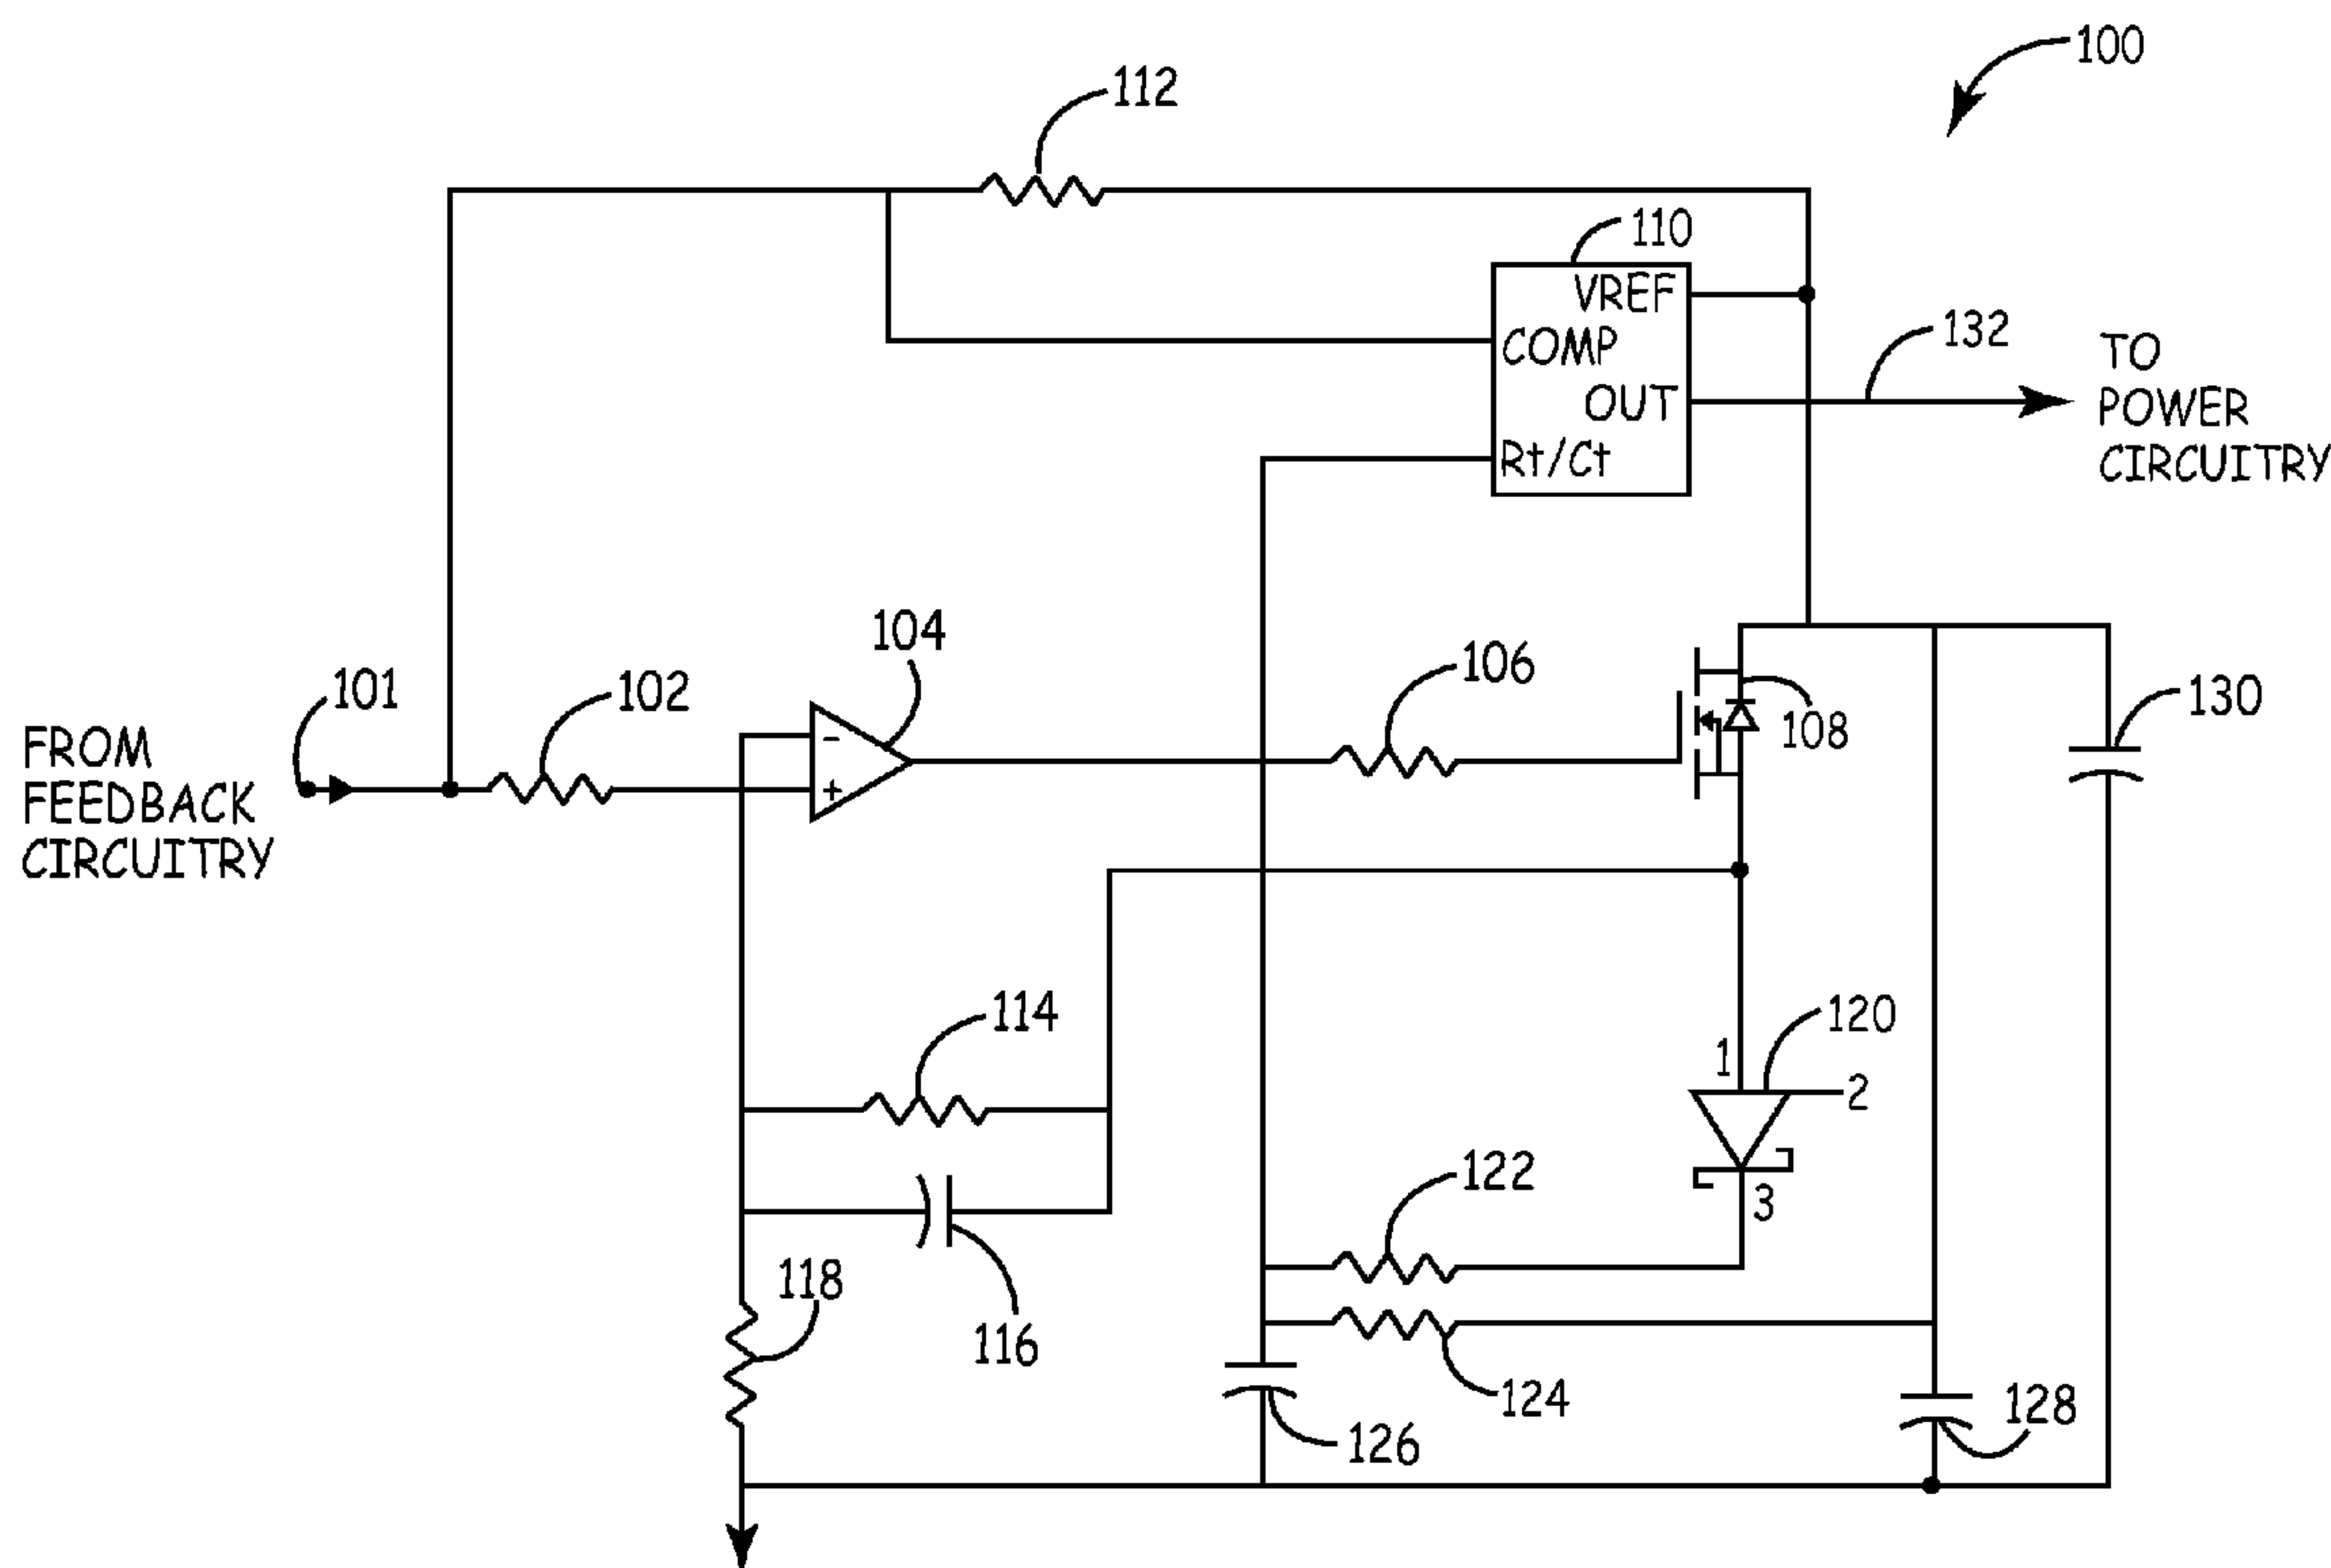 100
112
110
VREF
COMP
OUT
Rt/Ct
132
TO
POWER
CIRCUITRY
104
106
101
102
108
130
FROM
FEEDBACK
CIRCUITRY
-
+
114
120
1
2
3
122
118
116
124
126
128